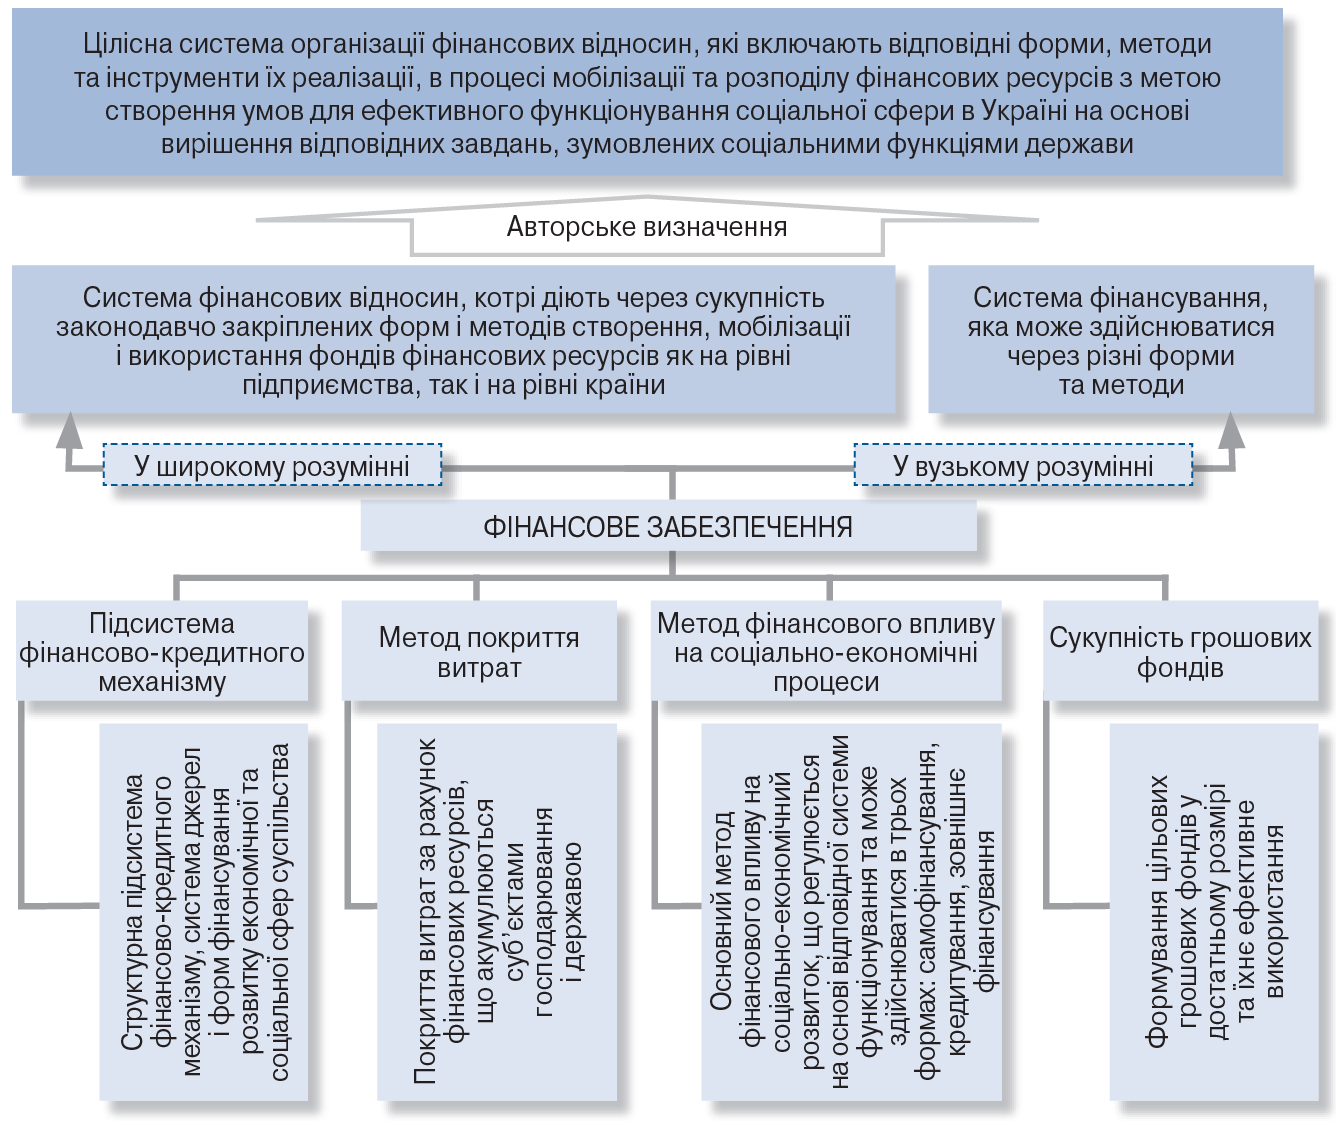 Цілісна система організації фінансових відносин, які включають відповідні форми, методи
та інструменти їх реалізації, в процесі мобілізації та розподілу фінансових ресурсів з метою
створення умов для ефективного функціонування соціальної сфери в Україні на основі
вирішення відповідних завдань, зумовлених соціальними функціями держави
Авторське визначення
Система фінансових відносин, котрі діють через сукупність
законодавчо закріплених форм і методів створення, мобілізації
і використання фондів фінансових ресурсів як на рівні
підприємства, так і на рівні країни
Система фінансування,
яка може здійснюватися
через різні форми
та методи
У широкому розумінні
У вузькому розумінні
ФІНАНСОВЕ ЗАБЕЗПЕЧЕННЯ
Підсистема
фінансово-кредитного
механізму
Метод покриття
витрат
Метод фінансового впливу
на соціально-економічні
процеси
Сукупність грошових
фондів
Структурна підсистема
фінансово-кредитного
механізму, система джерел
і форм фінансування
розвитку економічної та
соціальної сфер суспільства
Покриття витрат за рахунок
фінансових ресурсів,
що акумулюються
суб’єктами
господарювання
і державою
Основний метод
фінансового впливу на
соціально-економічний
розвиток, що регулюється
на основі відповідної системи
функціонування та може
здійснюватися в трьох
формах: самофінансування,
кредитування, зовнішнє
фінансування
Формування цільових
грошових фондів у
достатньому розмірі
та їхнє ефективне
використання